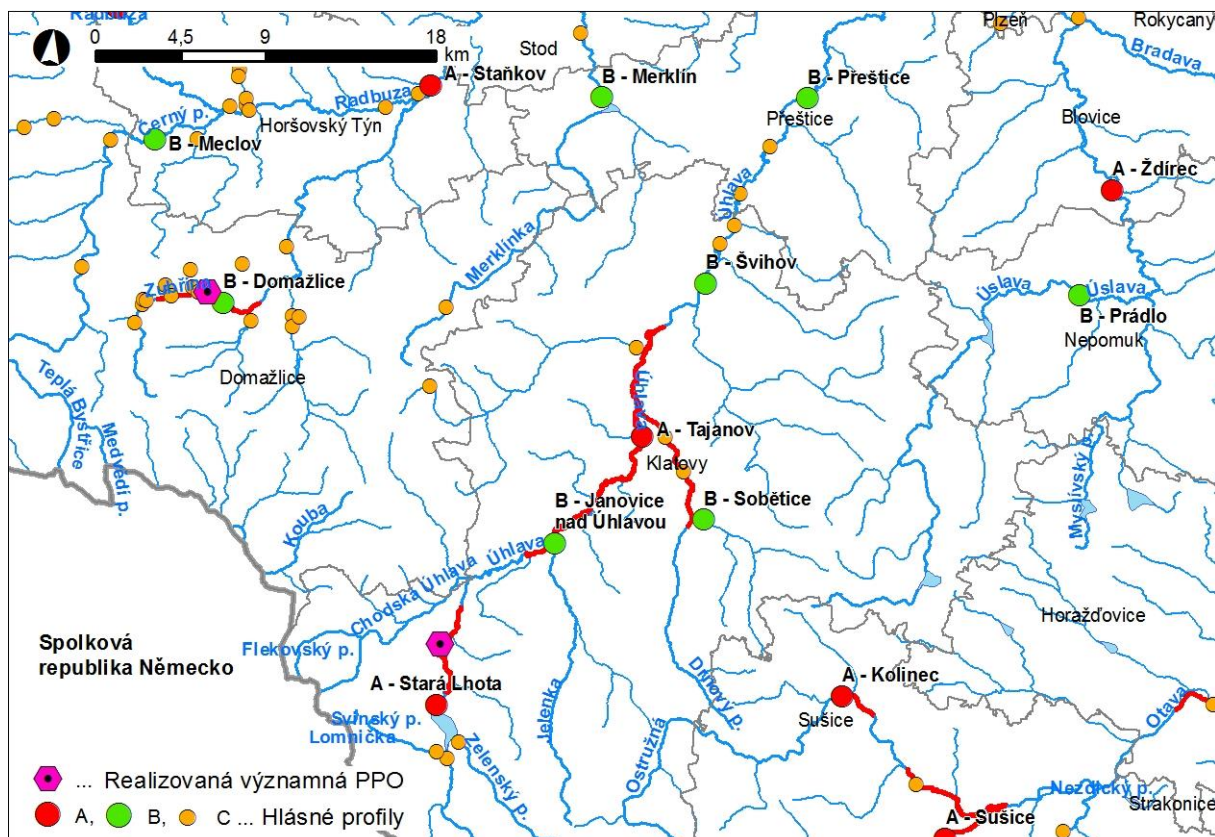 Radbuza
0
4,5
9
18
km
Stod
Plzeň
Rokycany
Bradava
A - Staňkov
B - Merklín
B - Přeštice
Radbuza
Přeštice
Černý p.
Horšovský Týn
Blovice
B - Meclov
A - Ždírec
Úhlava
Merklínka
B - Domažlice
Zubřina
B - Švihov
Úslava
Úslava
B - Prádlo
Nepomuk
Domažlice
Teplá Bystřice
Medvědí p.
Úhlava
A - Tajanov
Klatovy
Myslívský p.
B - Janovice
nad Úhlavou
B - Sobětice
Kouba
Úhlava
Chodská Úhlava
Horažďovice
Spolková
republika Německo
Flekovský p.
A - Stará Lhota
A - Kolinec
Drnový p.
Svinský p.
Sušice
Otava
Lomnička
Jelenka
Ostružná
Zelenský p.
... Realizovaná významná PPO
Nezdický p.
Strakonice
A, B, C ... Hlásné profily
A - Sušice